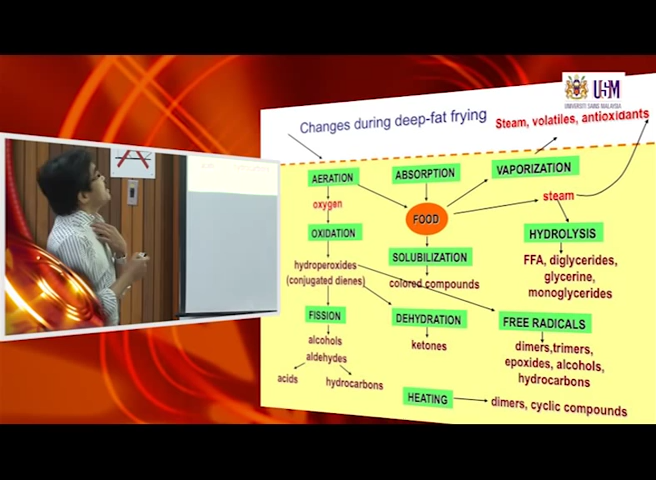 USM
UNIVERSITI SAINS MALAYSIA
Changes during deep-fat frying
Steam, volatiles, antioxidants
AERATION
ABSORPTION
VAPORIZATION
oxygen
FOOD
steam
OXIDATION
HYDROLYSIS
hydroperoxides
(conjugated dienes)
SOLUBILIZATION
colored compounds
FFA, diglycerides,
glycerine,
monoglycerides
FISSION
DEHYDRATION
FREE RADICALS
alcohols
aldehydes
ketones
dimers,trimers,
epoxides, alcohols,
hydrocarbons
acids
hydrocarbons
HEATING
dimers, cyclic compounds